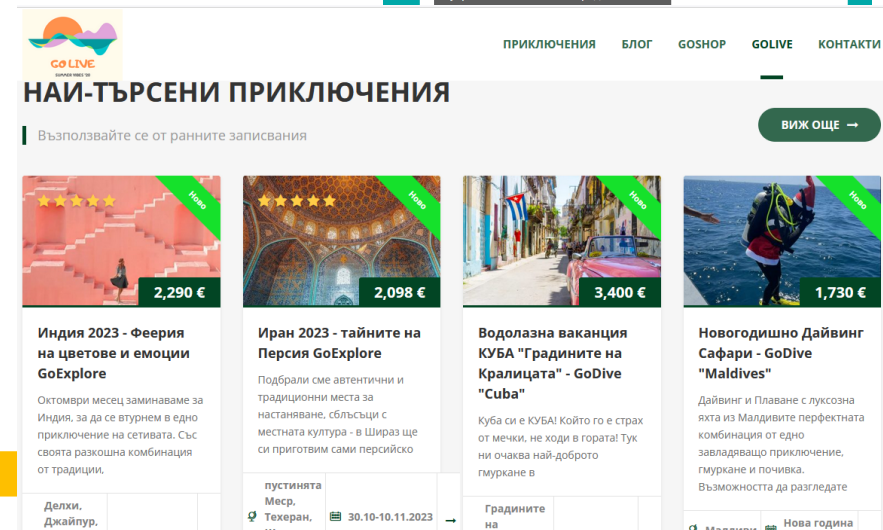 GO LIVE
SUMMER VIBES '20
ПРИКЛЮЧЕНИЯ БЛОГ GOSHOP GOLIVE КОНТАКТИ
НАЙ-ТЪРСЕНИ ПРИКЛЮЧЕНИЯ
Възползвайте се от ранните записвания
ВИЖ ОЩЕ →
Ново
2,290 €
Индия 2023 - Феерия
на цветове и емоции
GoExplore
Октомври месец заминаваме за
Индия, за да се втурнем в едно
приключение на сетивата. Със
своята разкошна комбинация
от традиции,
Делхи,
Джайпур,
Ново
2,098 €
Иран 2023 - тайните на
Персия GoExplore
Подбрали сме автентични и
традиционни места за
настаняване, сблъсъци с
местната култура - в Шираз ще
си приготвим сами персийско
пустинята
Меср,
Техеран,
30.10-10.11.2023 →
Ново
3,400 €
Водолазна ваканция
КУБА "Градините на
Кралицата" - GoDive
"Cuba"
Куба си е КУБА! Който го е страх
от мечки, не ходи в гората! Тук
ни очаква най-доброто
гмуркане в
Градините
на
Ново
1,730 €
Новогодишно Дайвинг
Сафари - GoDive
"Maldives"
Дайвинг и Плаване с луксозна
яхта из Малдивите перфектната
комбинация от едно
завладяващо приключение,
гмуркане и почивка.
Възможността да разгледате
Малдиви
Нова година